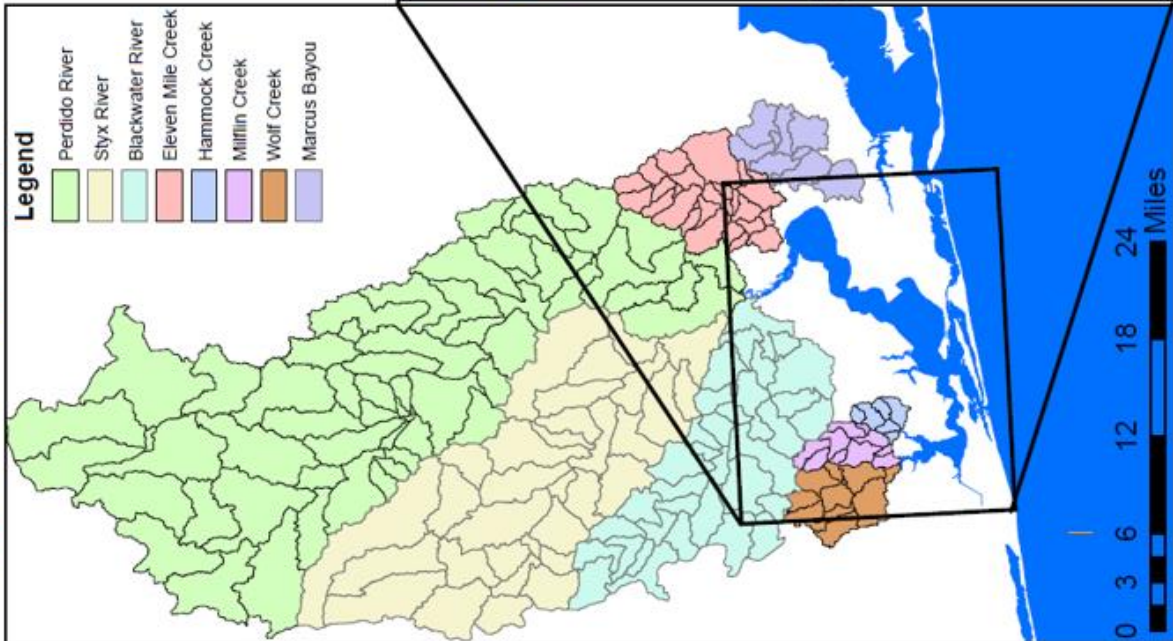 Legend
Perdido River
Styx River
Blackwater River
Eleven Mile Creek
Hammock Creek
Milflin Creek
Wolf Creek
Marcus Bayou
0 3 6 12 18 24
Miles